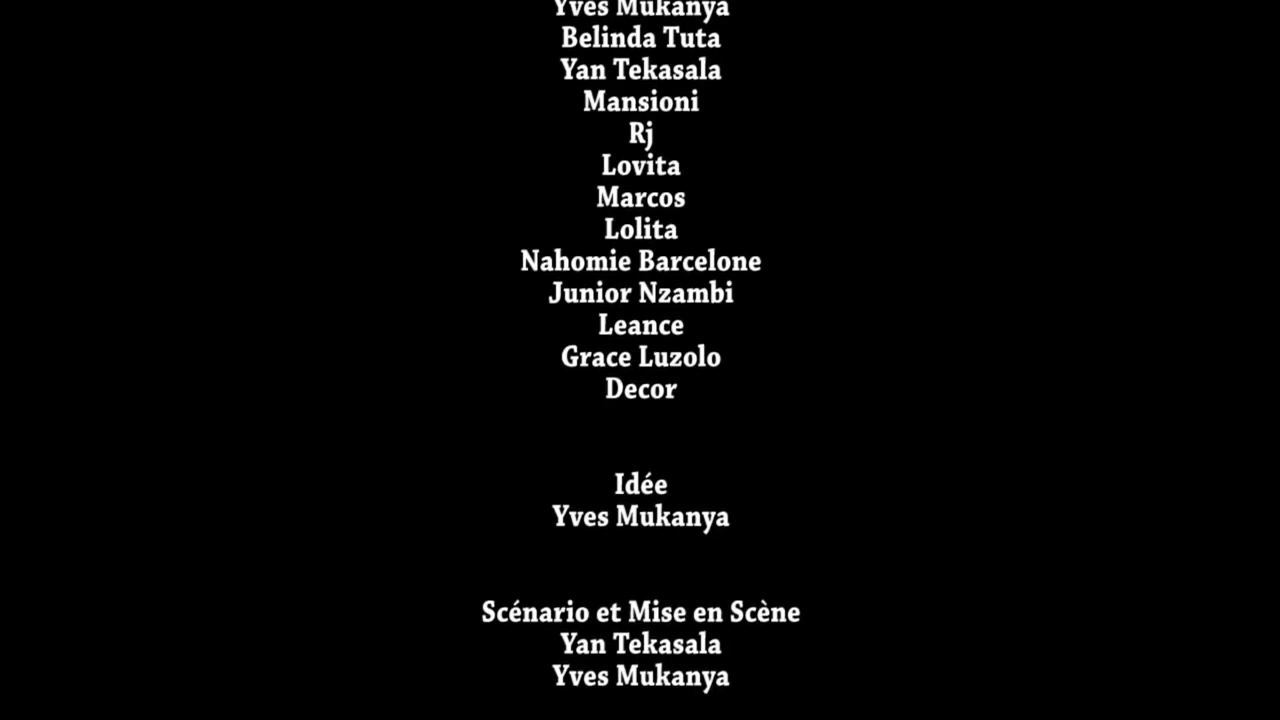 Yves Mukanya
Belinda Tuta
Yan Tekasala
Mansioni
Rj
Lovita
Marcos
Lolita
Nahomie Barcelone
Junior Nzambi
Leance
Grace Luzolo
Decor
Idée
Yves Mukanya
Scénario et Mise en Scène
Yan Tekasala
Yves Mukanya